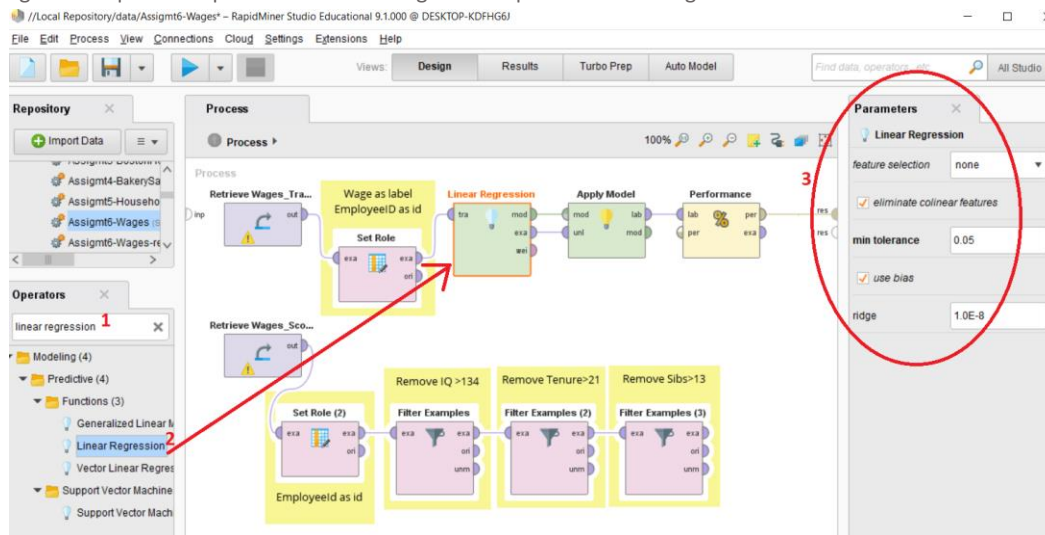 //Local Repository/data/Assigmt6-Wages* – RapidMiner Studio Educational 9.1.000 @ DESKTOP-KDFHG6J
File Edit Process View Connections Cloud Settings Extensions Help
Views: Design Results Turbo Prep Auto Model
Find data, operators...etc
All Studio
Repository
Import Data
Assigmt4-BakerySa
Assigmt5-Househo
Assigmt6-Wages
Assigmt6-Wages-re
Operators
linear regression 1
Modeling (4)
Predictive (4)
Functions (3)
Generalized Linear M
Linear Regression 2
Vector Linear Regres
Support Vector Machine
Support Vector Mach
Process
Process
100%
Process
inp
Retrieve Wages_Tra...
out
Wage as label
EmployeeID as id
Set Role
exa exa
ori
Linear Regression
tra mod
exa
wei
Apply Model
mod lab
unl mod
Performance
lab per
per exa
res
res
Retrieve Wages_Sco...
out
Set Role (2)
exa exa
ori
EmployeeId as id
Remove IQ >134
Filter Examples
exa exa
ori
unm
Remove Tenure>21
Filter Examples (2)
exa exa
ori
unm
Remove Sibs>13
Filter Examples (3)
exa exa
ori
unm
Parameters
Linear Regression
3
feature selection none
eliminate colinear features
min tolerance 0.05
use bias
ridge 1.0E-8